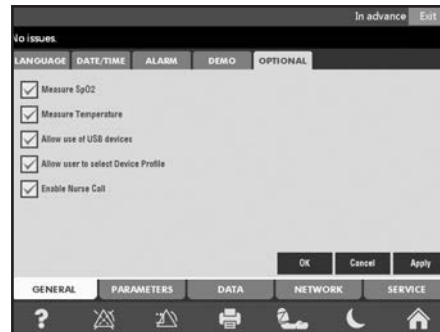 In advance Exit
No issues.
LANGUAGE DATE/TIME ALARM DEMO OPTIONAL
Measure SpO2
Measure Temperature
Allow use of USB devices
Allow user to select Device Profile
Enable Nurse Call
OK Cancel Apply
GENERAL PARAMETERS DATA NETWORK SERVICE
?